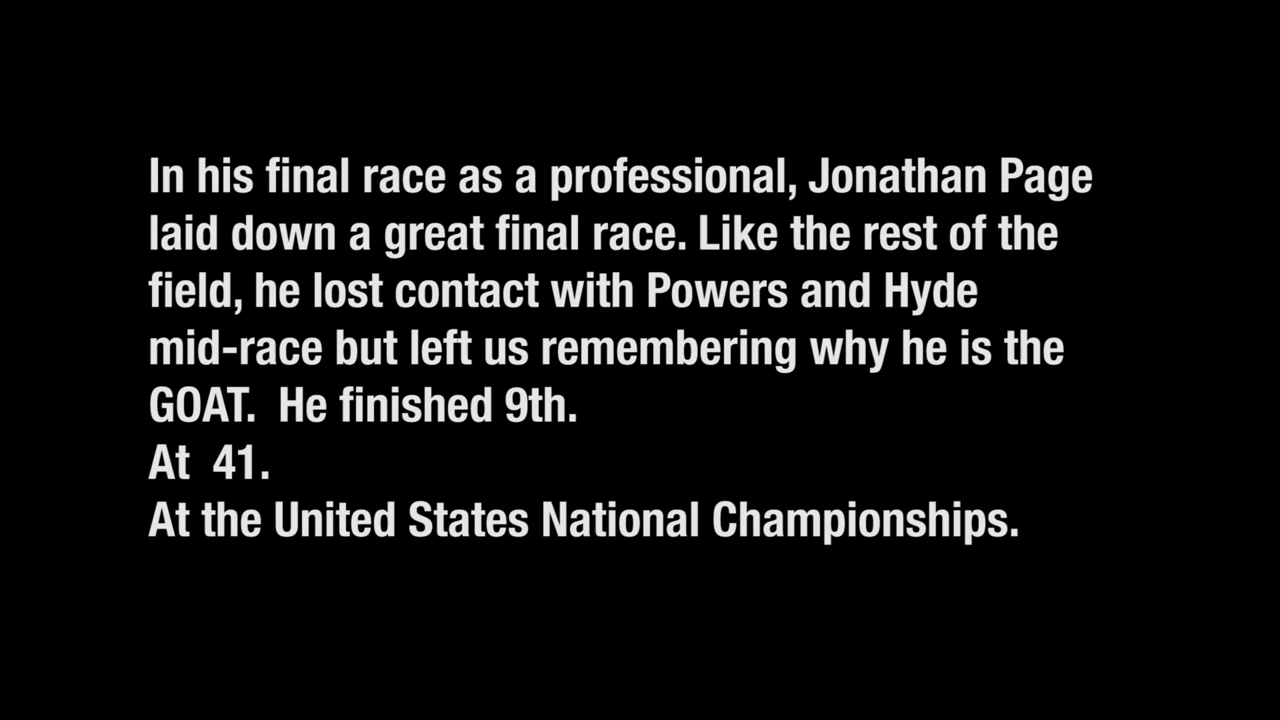 In his final race as a professional, Jonathan Page
laid down a great final race. Like the rest of the
field, he lost contact with Powers and Hyde
mid-race but left us remembering why he is the
GOAT.  He finished 9th.
At  41.
At the United States National Championships.